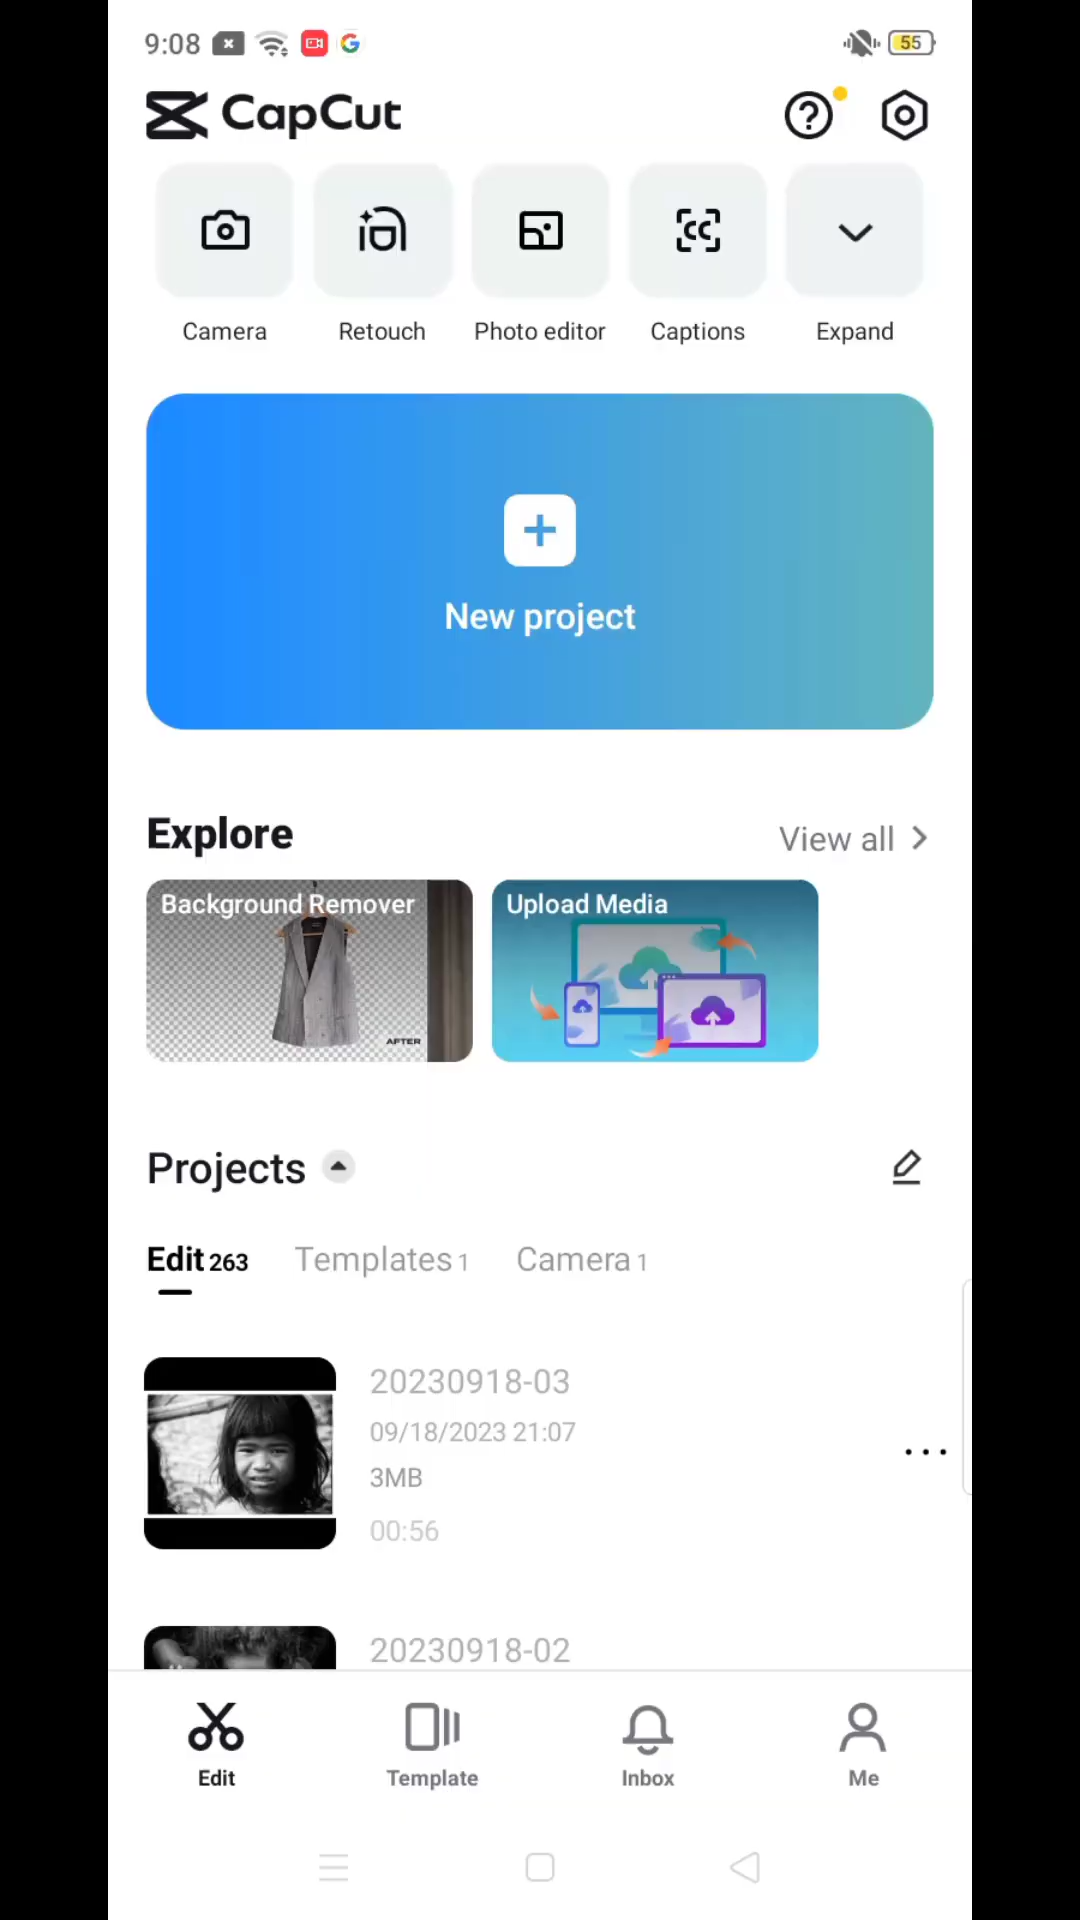 9:08
55
CapCut
Camera
Retouch
Photo editor
Captions
Expand
New project
Explore
View all
Background Remover
AFTER
Upload Media
Projects
Edit 263
Templates 1
Camera 1
20230918-03
09/18/2023 21:07
3MB
00:56
20230918-02
Edit
Template
Inbox
Me